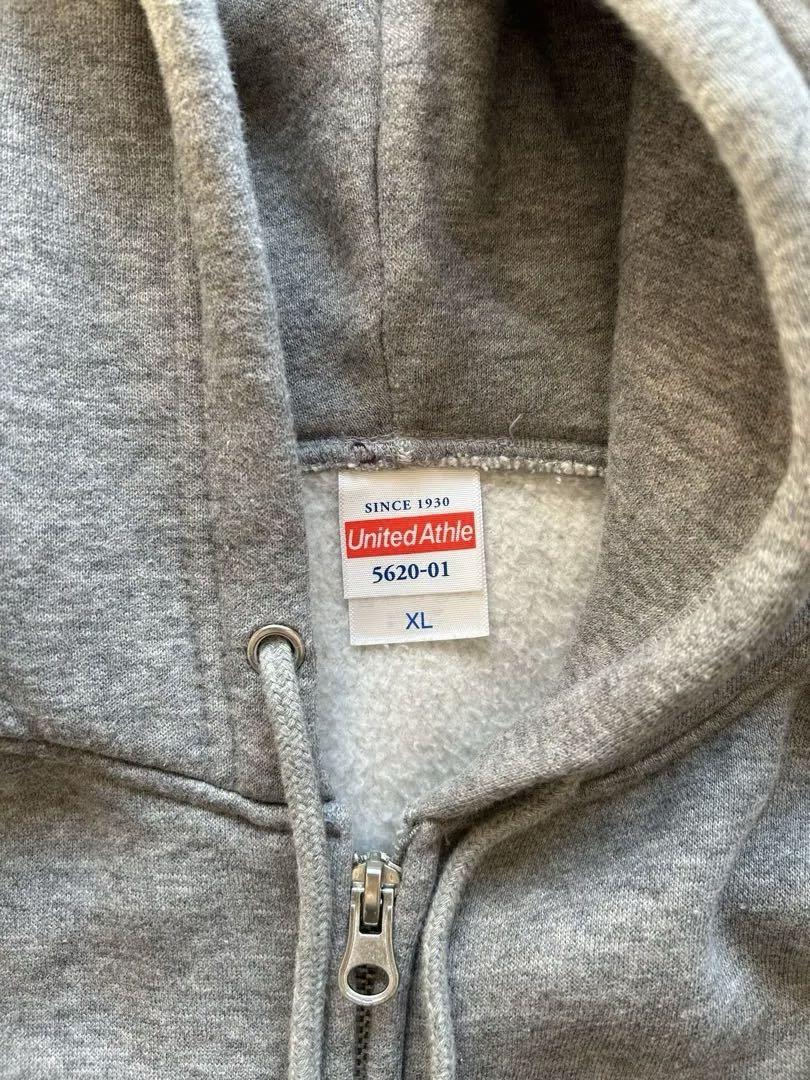 SINCE 1930
United Athle
5620-01
XL